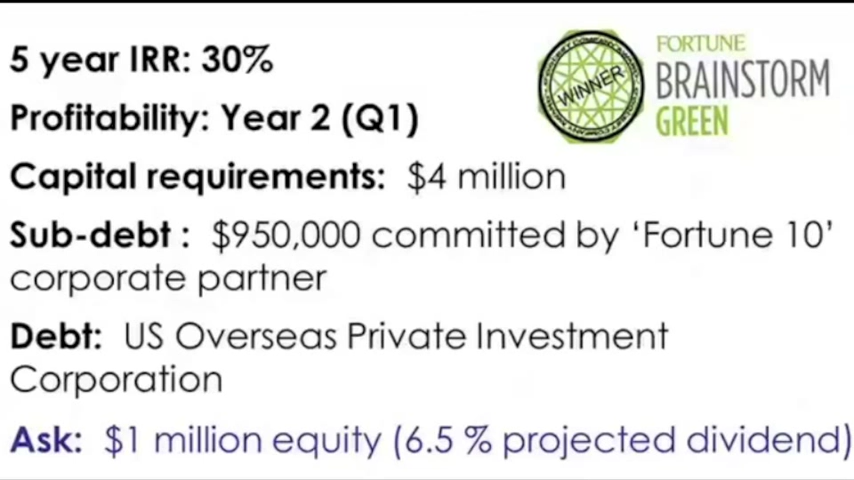 5 year IRR: 30%
FORTUNE
BRAINSTORM
GREEN
WINNER
Profitability: Year 2 (Q1)
Capital requirements: $4 million
Sub-debt : $950,000 committed by ‘Fortune 10’
corporate partner
Debt: US Overseas Private Investment
Corporation
Ask: $1 million equity (6.5 % projected dividend)